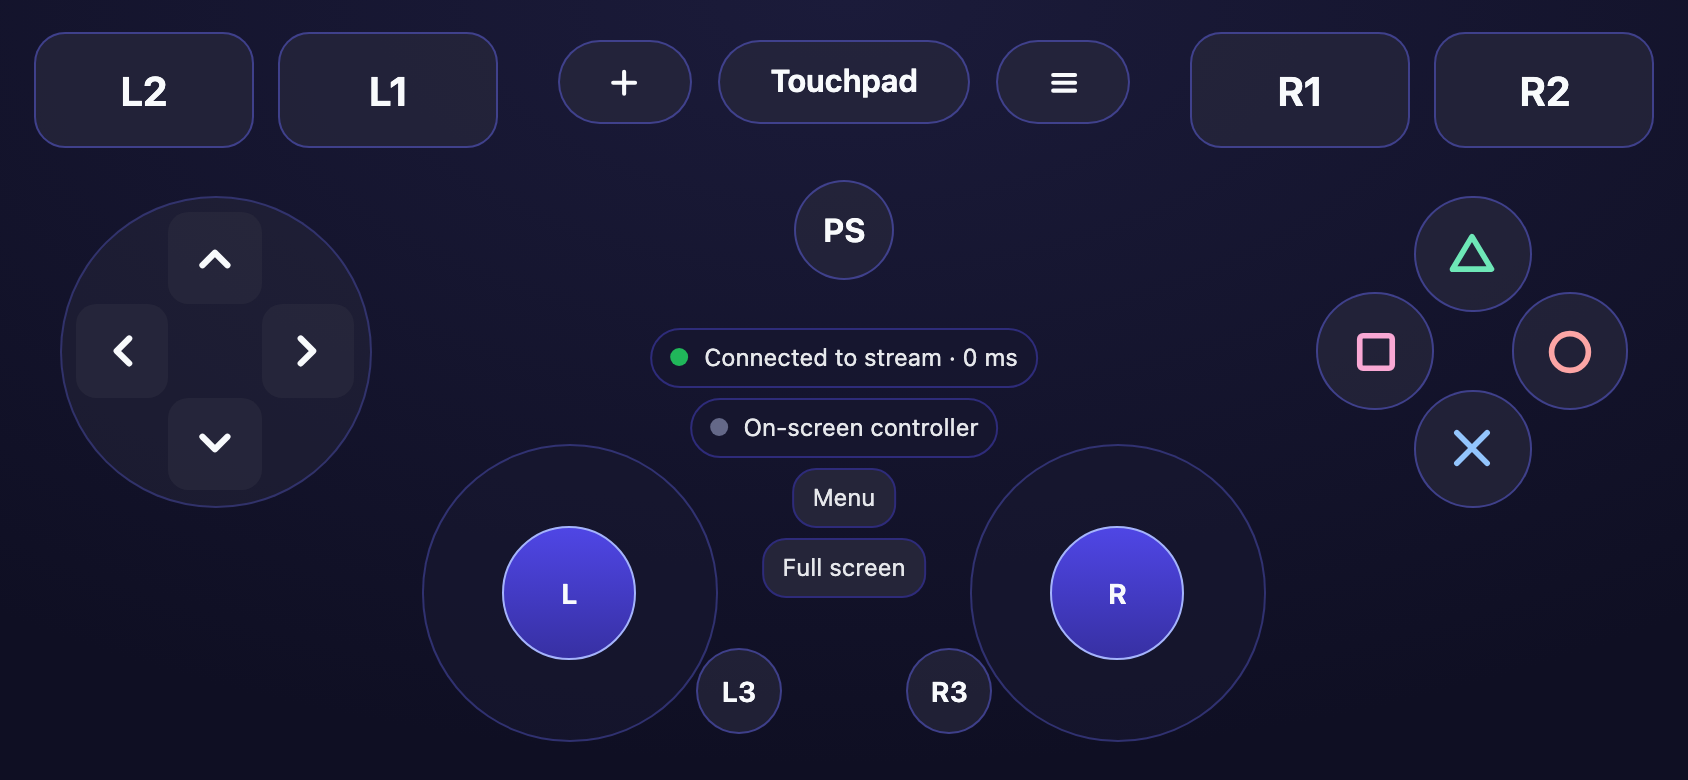 L2
L1
Touchpad
R1
R2
PS
Connected to stream · 0 ms
On-screen controller
Menu
Full screen
L
R
L3
R3